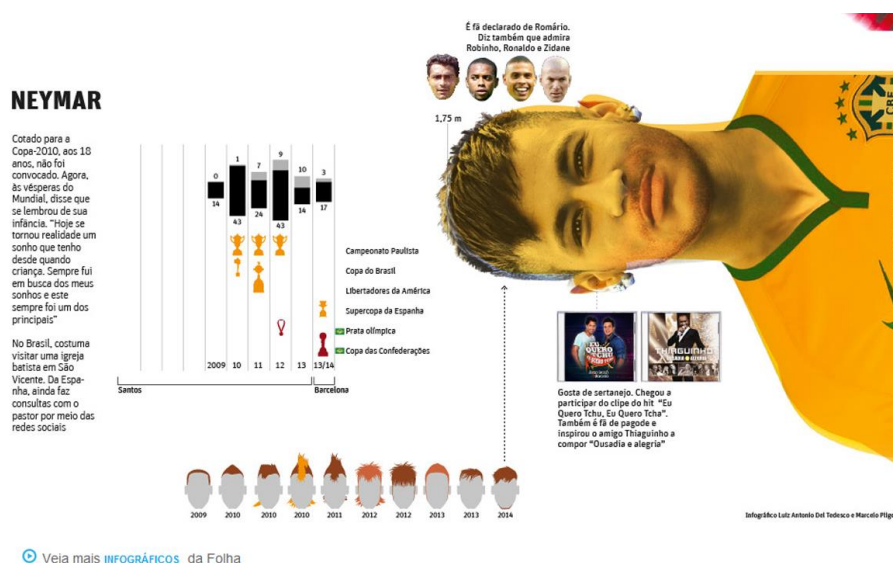 É fã declarado de Romário.
Diz também que admira
Robinho, Ronaldo e Zidane
NEYMAR
Cotado para a
Copa-2010, aos 18
anos, não foi
convocado. Agora,
às vésperas do
Mundial, disse que
se lembrou de sua
infância. "Hoje se
tornou realidade um
sonho que tenho
desde quando
criança. Sempre fui
em busca dos meus
sonhos e este
sempre foi um dos
principais"
No Brasil, costuma
visitar uma igreja
batista em São
Vicente. Da Espa-
nha, ainda faz
consultas com o
pastor por meio das
redes sociais
1,75 m
0 1 7 9 10 3
14 43 24 43 14 17
Campeonato Paulista
Copa do Brasil
Libertadores da América
Supercopa da Espanha
Prata olímpica
Copa das Confederações
2009 10 11 12 13 13/14
Santos Barcelona
EU
QUERO
TCHU
THIAGUINHO
Gosta de sertanejo. Chegou a
participar do clipe do hit "Eu
Quero Tchu, Eu Quero Tcha".
Também é fã de pagode e
inspirou o amigo Thiaguinho a
compor "Ousadia e alegria"
CRE
2009 2010 2010 2010 2011 2012 2012 2013 2013 2014
Infográfico Luiz Antonio Del Tedesco e Marcelo Pilge
Veja mais INFOGRÁFICOS da Folha